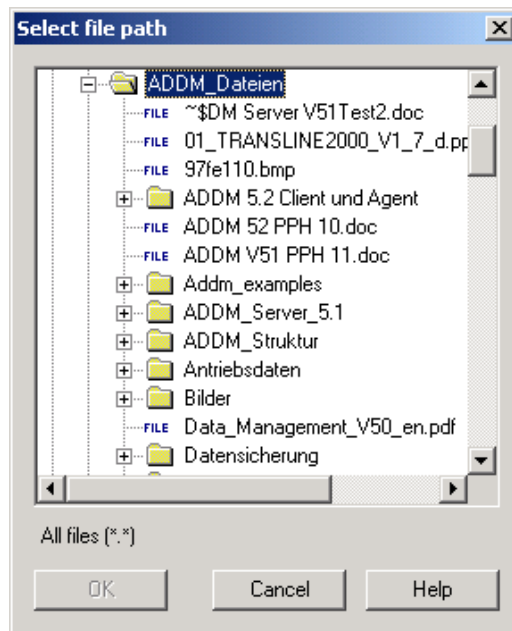 Select file path
ADDM_Dateien
FILE ~$DM Server V51Test2.doc
FILE 01_TRANSLINE2000_V1_7_d.pp
FILE 97fe110.bmp
ADDM 5.2 Client und Agent
FILE ADDM 52 PPH 10.doc
FILE ADDM V51 PPH 11.doc
Addm_examples
ADDM_Server_5.1
ADDM_Struktur
Antriebsdaten
Bilder
FILE Data_Management_V50_en.pdf
Datensicherung
All files (*.*)
OK Cancel Help